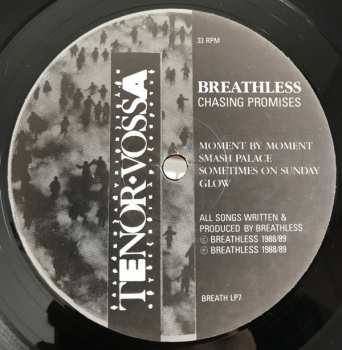 33 RPM
BREATHLESS
CHASING PROMISES
TENOR·VOSSA
MOMENT BY MOMENT
SMASH PALACE
SOMETIMES ON SUNDAY
GLOW
ALL SONGS WRITTEN &
PRODUCED BY BREATHLESS
© BREATHLESS 1988/89
℗ BREATHLESS 1988/89
BREATH LP7